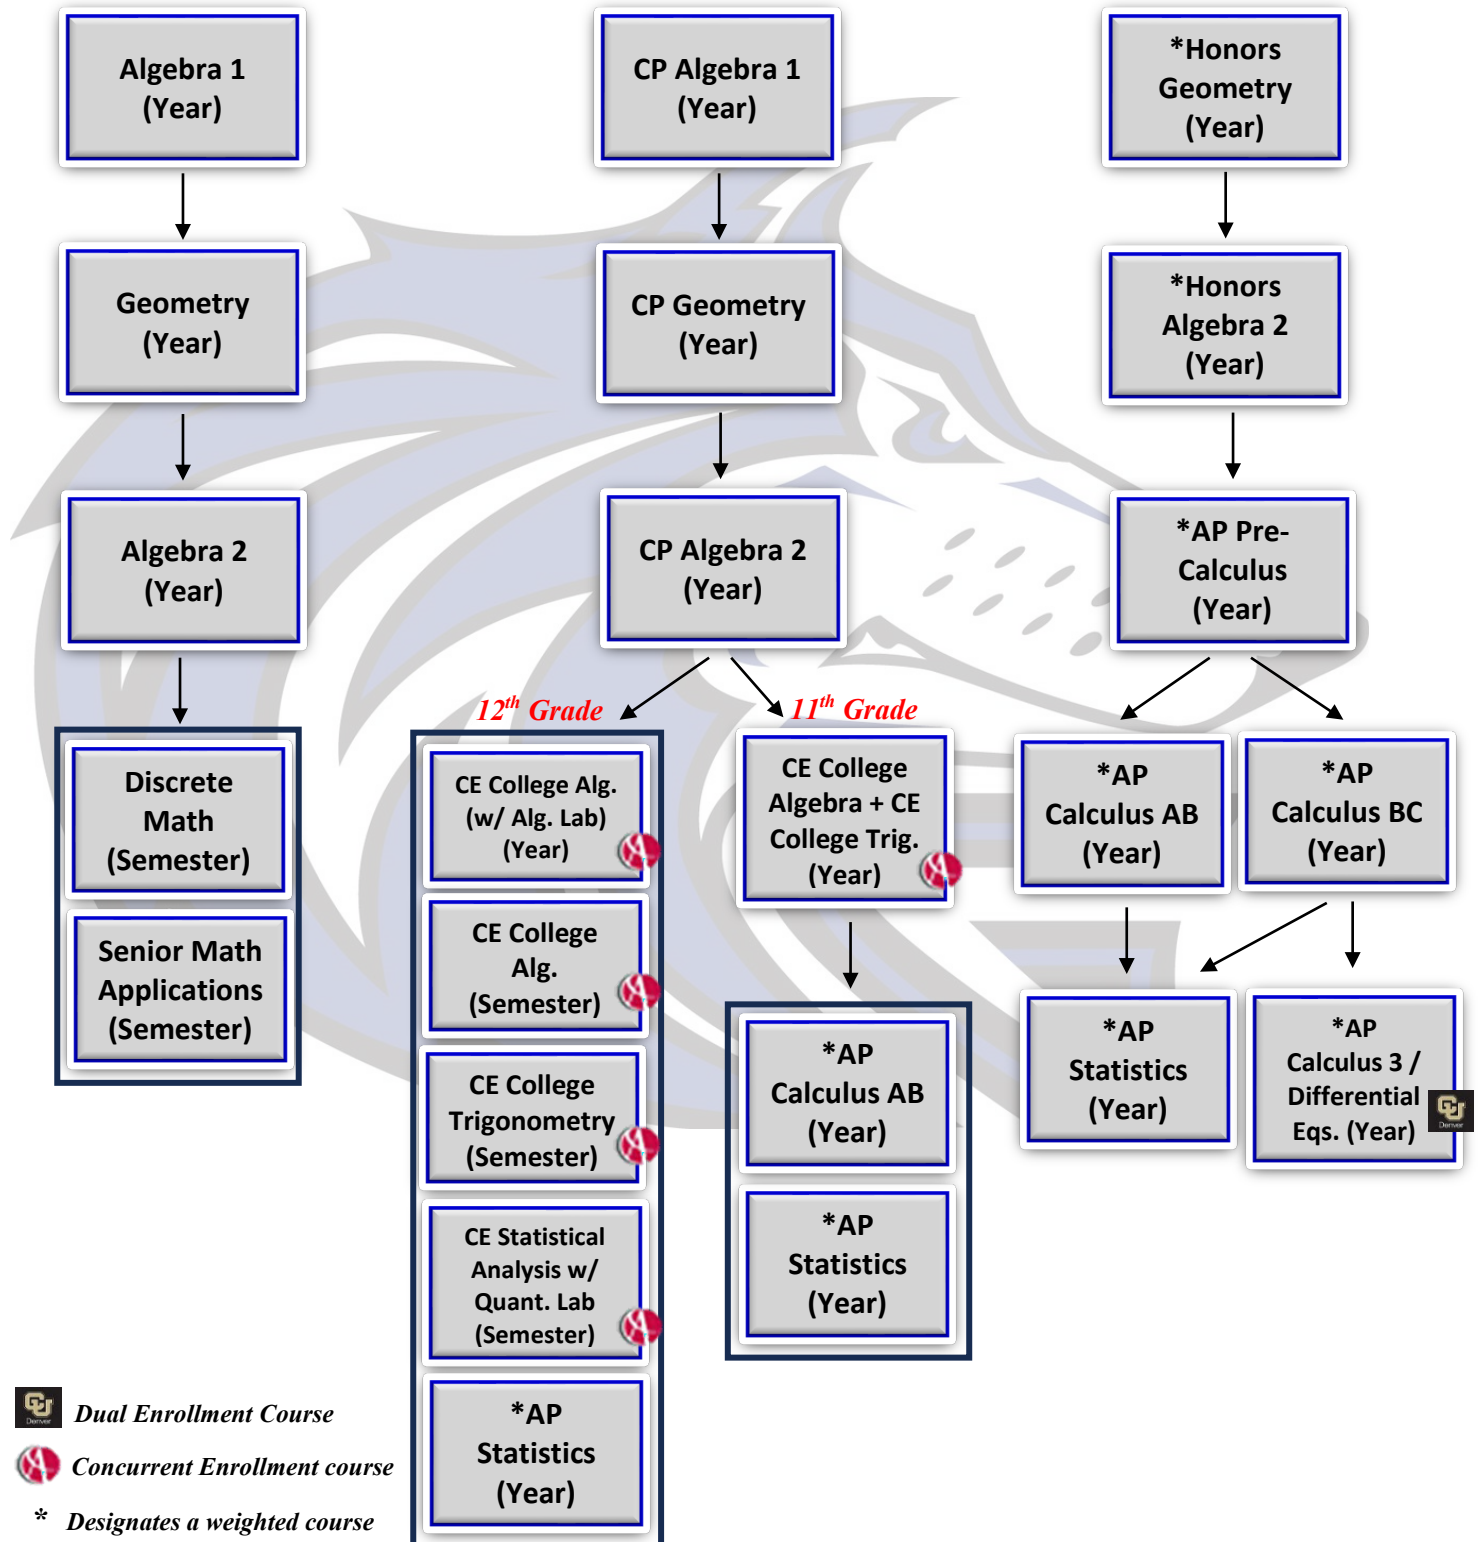 Algebra 1
(Year)
CP Algebra 1
(Year)
*Honors
Geometry
(Year)
Geometry
(Year)
CP Geometry
(Year)
*Honors
Algebra 2
(Year)
Algebra 2
(Year)
CP Algebra 2
(Year)
*AP Pre-
Calculus
(Year)
12th Grade
11th Grade
Discrete
Math
(Semester)
Senior Math
Applications
(Semester)
CE College Alg.
(w/ Alg. Lab)
(Year)
CE College
Alg.
(Semester)
CE College
Trigonometry
(Semester)
CE Statistical
Analysis w/
Quant. Lab
(Semester)
*AP
Statistics
(Year)
CE College
Algebra + CE
College Trig.
(Year)
*AP
Calculus AB
(Year)
*AP
Statistics
(Year)
*AP
Calculus AB
(Year)
*AP
Calculus BC
(Year)
*AP
Statistics
(Year)
*AP
Calculus 3 /
Differential
Eqs. (Year)
CU
Denver
CU
Denver
Dual Enrollment Course
Concurrent Enrollment course
* Designates a weighted course